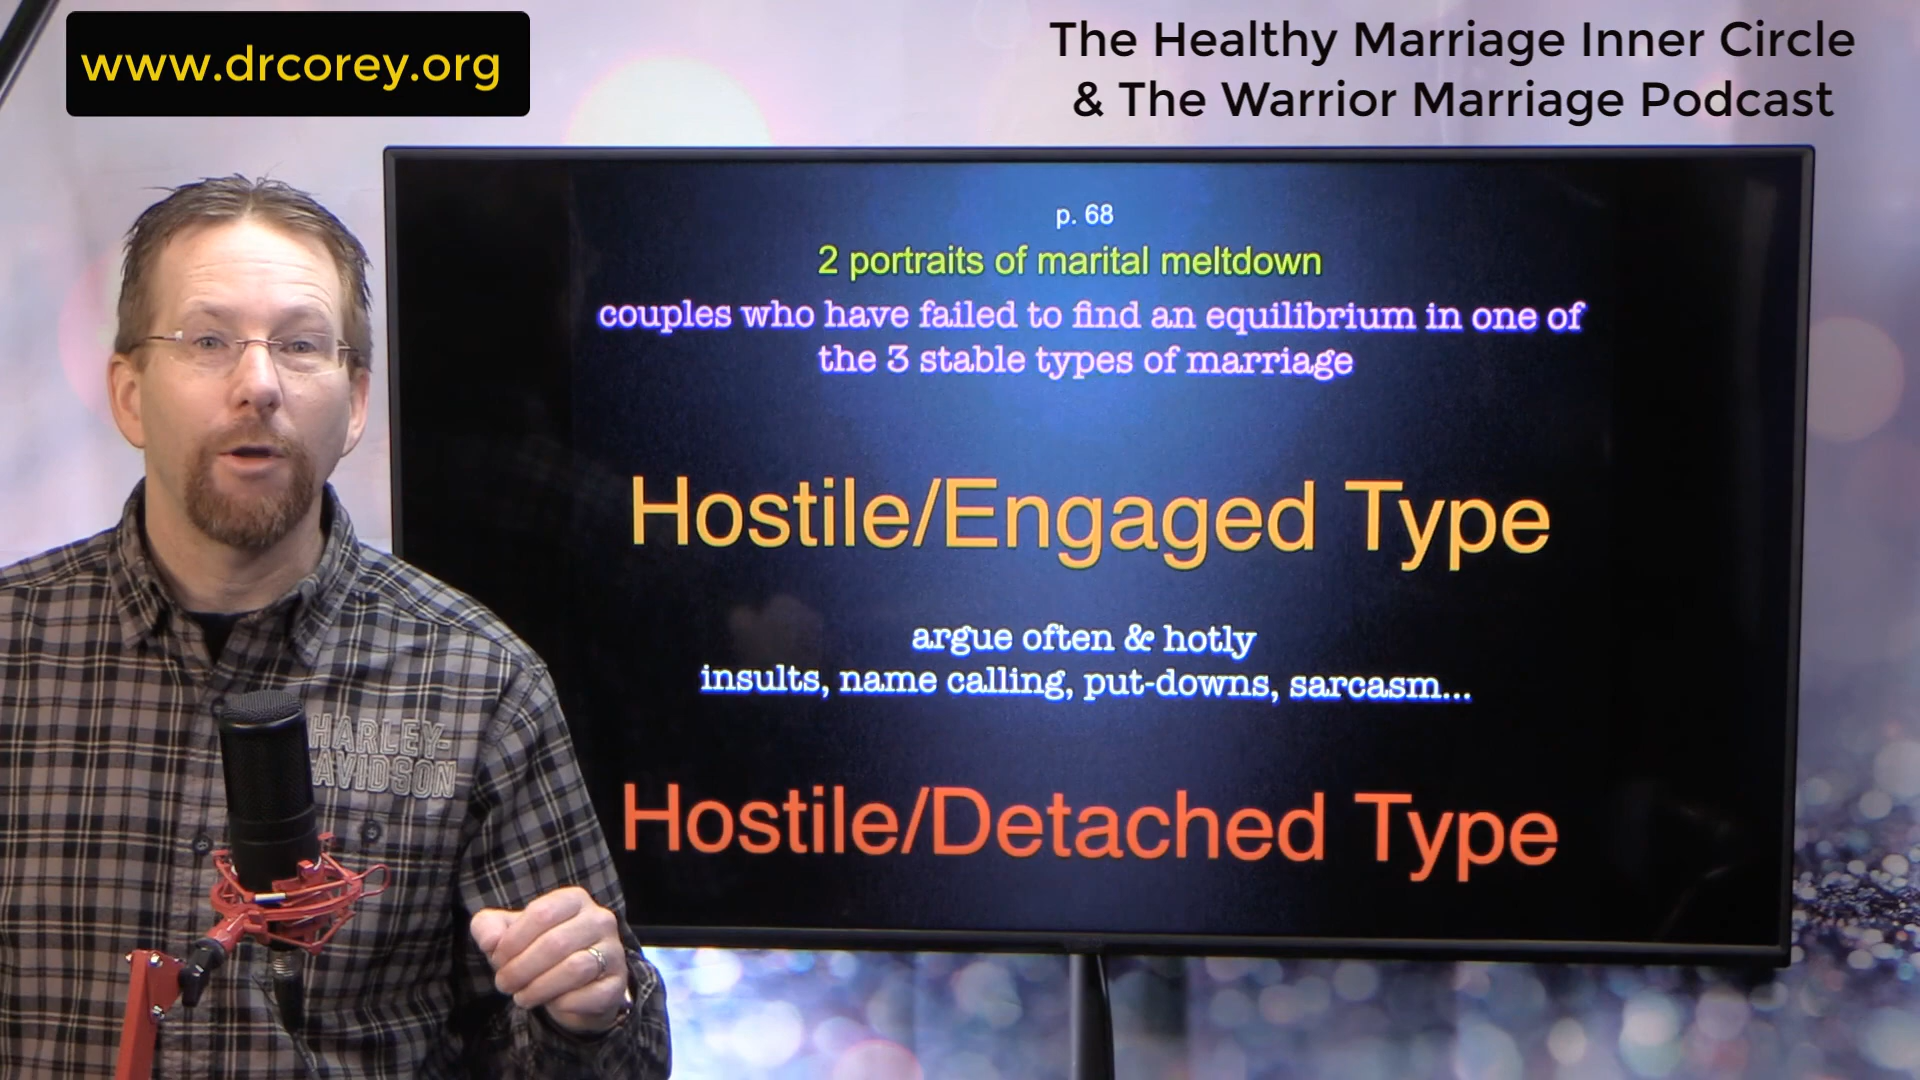 www.drcorey.org
The Healthy Marriage Inner Circle
& The Warrior Marriage Podcast
p. 68
2 portraits of marital meltdown
couples who have failed to find an equilibrium in one of
the 3 stable types of marriage
Hostile/Engaged Type
argue often & hotly
insults, name calling, put-downs, sarcasm...
Hostile/Detached Type
HARLEY-
DAVIDSON